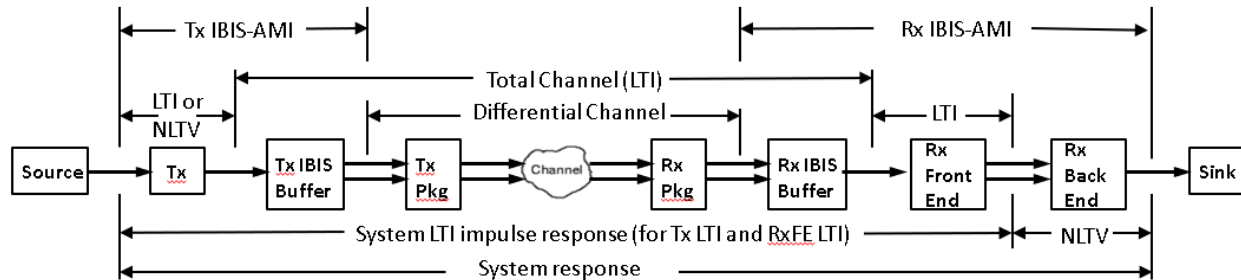 Tx IBIS-AMI
Rx IBIS-AMI
Total Channel (LTI)
LTI or
NLTV
Differential Channel
LTI
Source
Tx
Tx IBIS
Buffer
Tx
Pkg
Channel
Rx
Pkg
Rx IBIS
Buffer
Rx
Front
End
Rx
Back
End
Sink
System LTI impulse response (for Tx LTI and RxFE LTI)
NLTV
System response